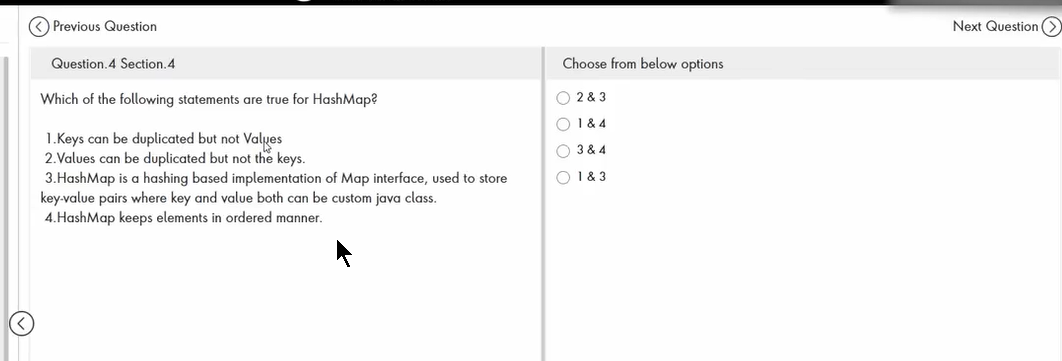 Previous Question
Next Question
Question.4 Section.4
Choose from below options
Which of the following statements are true for HashMap?
1.Keys can be duplicated but not Values
2.Values can be duplicated but not the keys.
3.HashMap is a hashing based implementation of Map interface, used to store
key-value pairs where key and value both can be custom java class.
4.HashMap keeps elements in ordered manner.
2 & 3
1 & 4
3 & 4
1 & 3